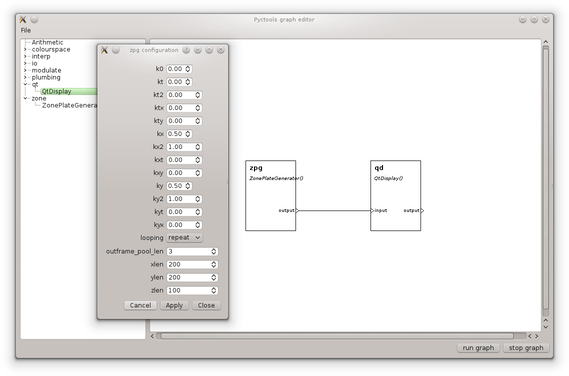 Pyctools graph editor
File
Arithmetic
colourspace
interp
io
modulate
plumbing
qt
QtDisplay
zone
ZonePlateGenera
zpg configuration
k0 0.00
kt 0.00
kt2 0.00
ktx 0.00
kty 0.00
kx 0.50
kx2 1.00
kxt 0.00
kxy 0.00
ky 0.50
ky2 1.00
kyt 0.00
kyx 0.00
looping repeat
outframe_pool_len 3
xlen 200
ylen 200
zlen 100
Cancel Apply Close
zpg
ZonePlateGenerator()
output
qd
QtDisplay()
input output
run graph stop graph